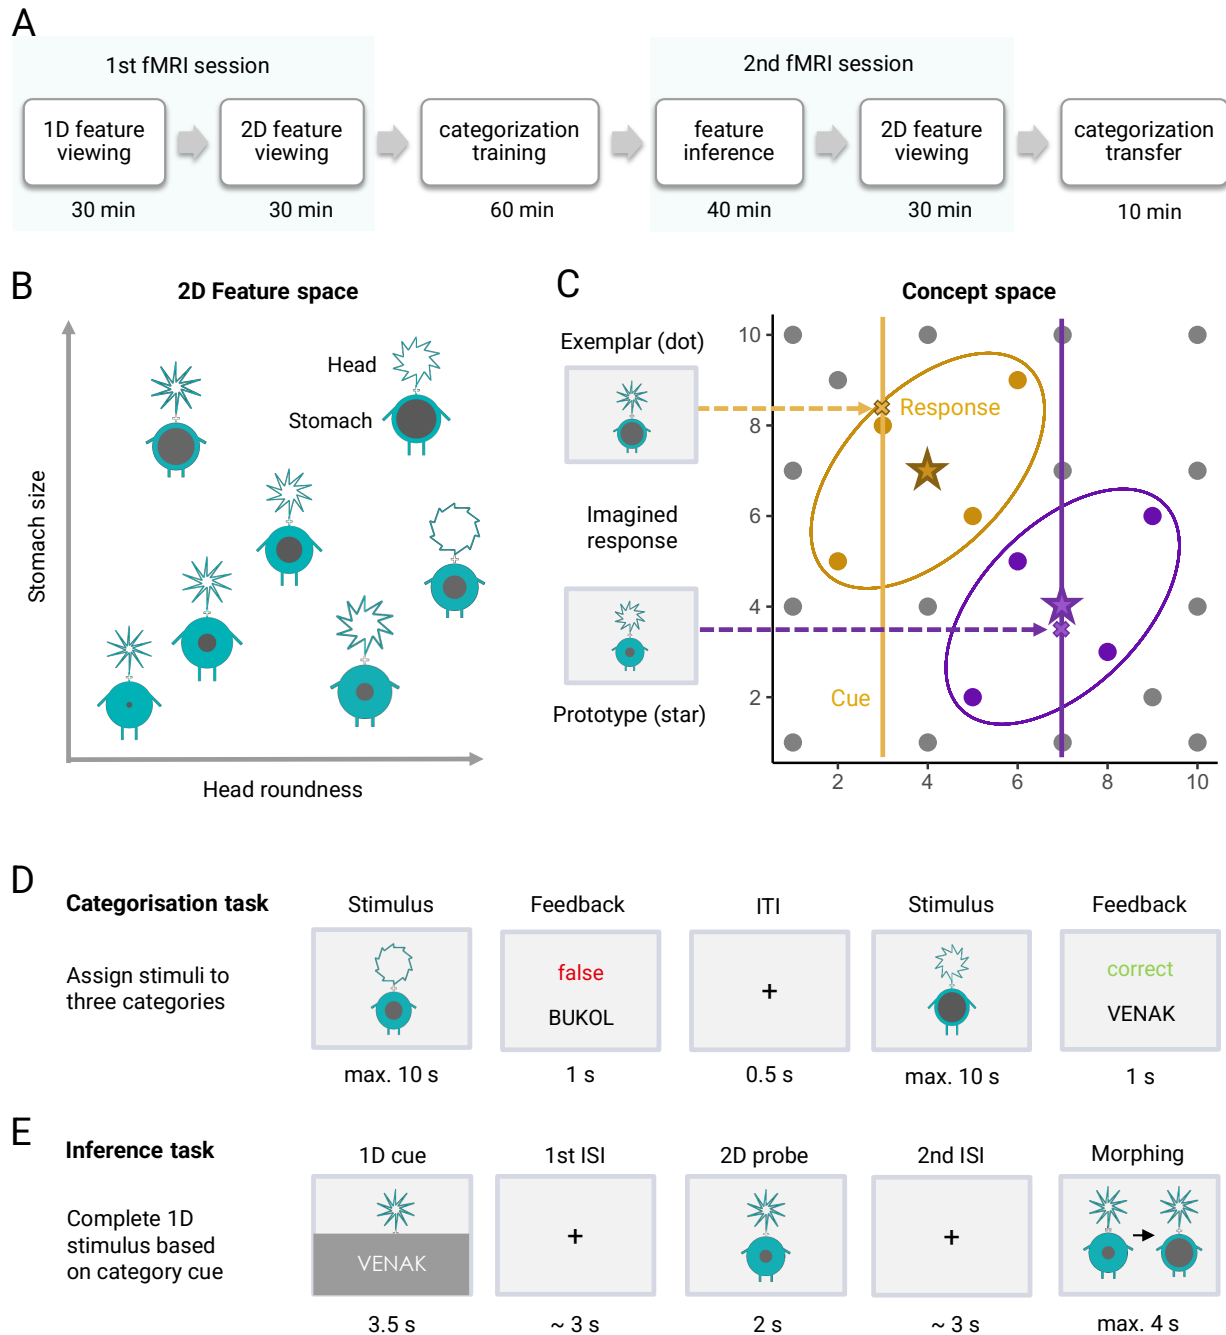 A
1st fMRI session
2nd fMRI session
1D feature
viewing
2D feature
viewing
categorization
training
feature
inference
2D feature
viewing
categorization
transfer
30 min
30 min
60 min
40 min
30 min
10 min
B
2D Feature space
Head
Stomach
Stomach size
Head roundness
C
Concept space
Exemplar (dot)
Response
Imagined
response
Prototype (star)
Cue
10
8
6
4
2
2
4
6
8
10
D
Categorisation task
Assign stimuli to
three categories
Stimulus
Feedback
ITI
Stimulus
Feedback
false
BUKOL
+
correct
VENAK
max. 10 s
1 s
0.5 s
max. 10 s
1 s
E
Inference task
Complete 1D
stimulus based
on category cue
1D cue
1st ISI
2D probe
2nd ISI
Morphing
VENAK
+
+
3.5 s
~ 3 s
2 s
~ 3 s
max. 4 s